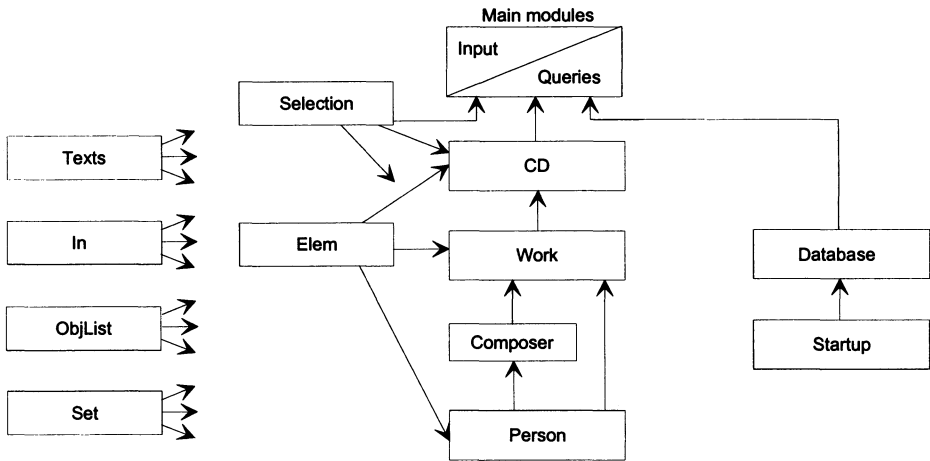 Main modules
Input
Queries
Selection
Texts
CD
In
Elem
Work
Database
ObjList
Composer
Startup
Set
Person